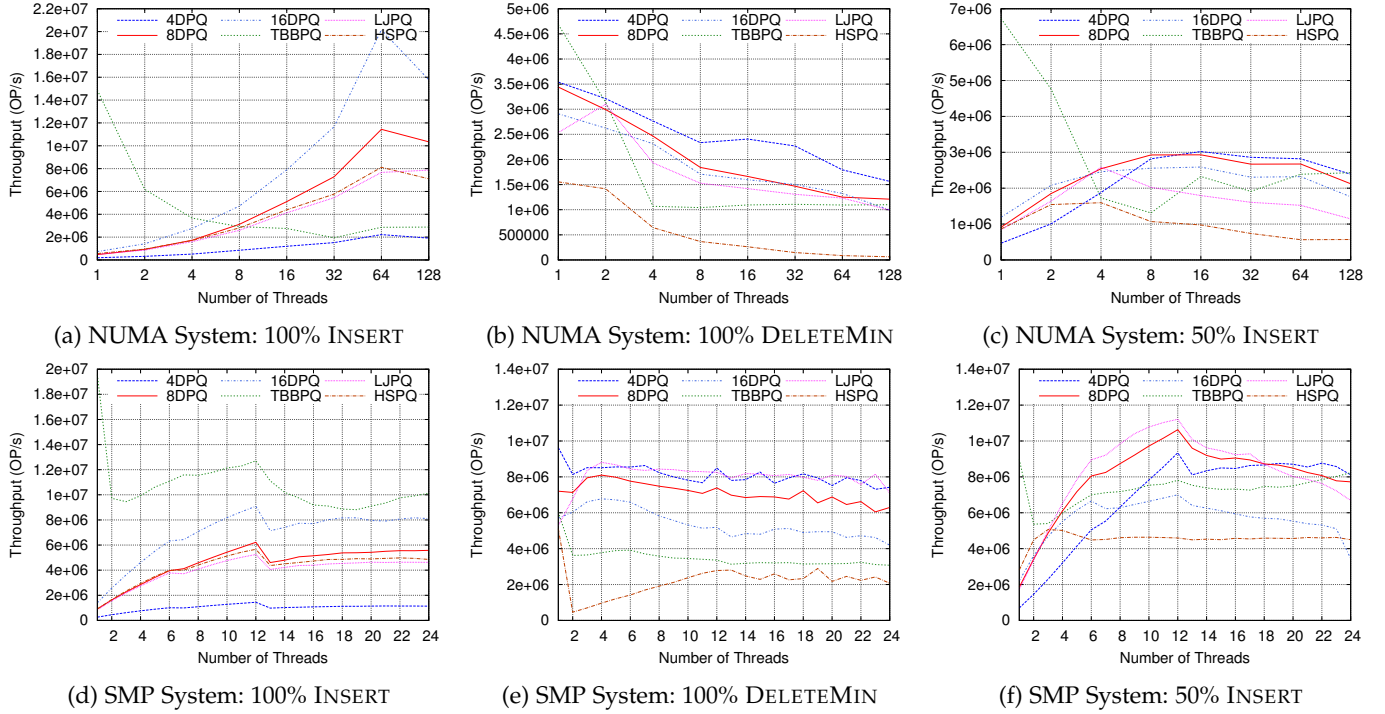 2.2e+07
2e+07
1.8e+07
1.6e+07
1.4e+07
1.2e+07
1e+07
8e+06
6e+06
4e+06
2e+06
0
Throughput (OP/s)
4DPQ 16DPQ LJPQ
8DPQ TBBPQ HSPQ
1 2 4 8 16 32 64 128
Number of Threads
(a) NUMA System: 100% INSERT
5e+06
4.5e+06
4e+06
3.5e+06
3e+06
2.5e+06
2e+06
1.5e+06
1e+06
500000
0
Throughput (OP/s)
4DPQ 16DPQ LJPQ
8DPQ TBBPQ HSPQ
1 2 4 8 16 32 64 128
Number of Threads
(b) NUMA System: 100% DELETEMIN
7e+06
6e+06
5e+06
4e+06
3e+06
2e+06
1e+06
0
Throughput (OP/s)
4DPQ 16DPQ LJPQ
8DPQ TBBPQ HSPQ
1 2 4 8 16 32 64 128
Number of Threads
(c) NUMA System: 50% INSERT
2e+07
1.8e+07
1.6e+07
1.4e+07
1.2e+07
1e+07
8e+06
6e+06
4e+06
2e+06
0
Throughput (OP/s)
4DPQ 16DPQ LJPQ
8DPQ TBBPQ HSPQ
2 4 6 8 10 12 14 16 18 20 22 24
Number of Threads
(d) SMP System: 100% INSERT
1.4e+07
1.2e+07
1e+07
8e+06
6e+06
4e+06
2e+06
0
Throughput (OP/s)
4DPQ 16DPQ LJPQ
8DPQ TBBPQ HSPQ
2 4 6 8 10 12 14 16 18 20 22 24
Number of Threads
(e) SMP System: 100% DELETEMIN
1.4e+07
1.2e+07
1e+07
8e+06
6e+06
4e+06
2e+06
0
Throughput (OP/s)
4DPQ 16DPQ LJPQ
8DPQ TBBPQ HSPQ
2 4 6 8 10 12 14 16 18 20 22 24
Number of Threads
(f) SMP System: 50% INSERT